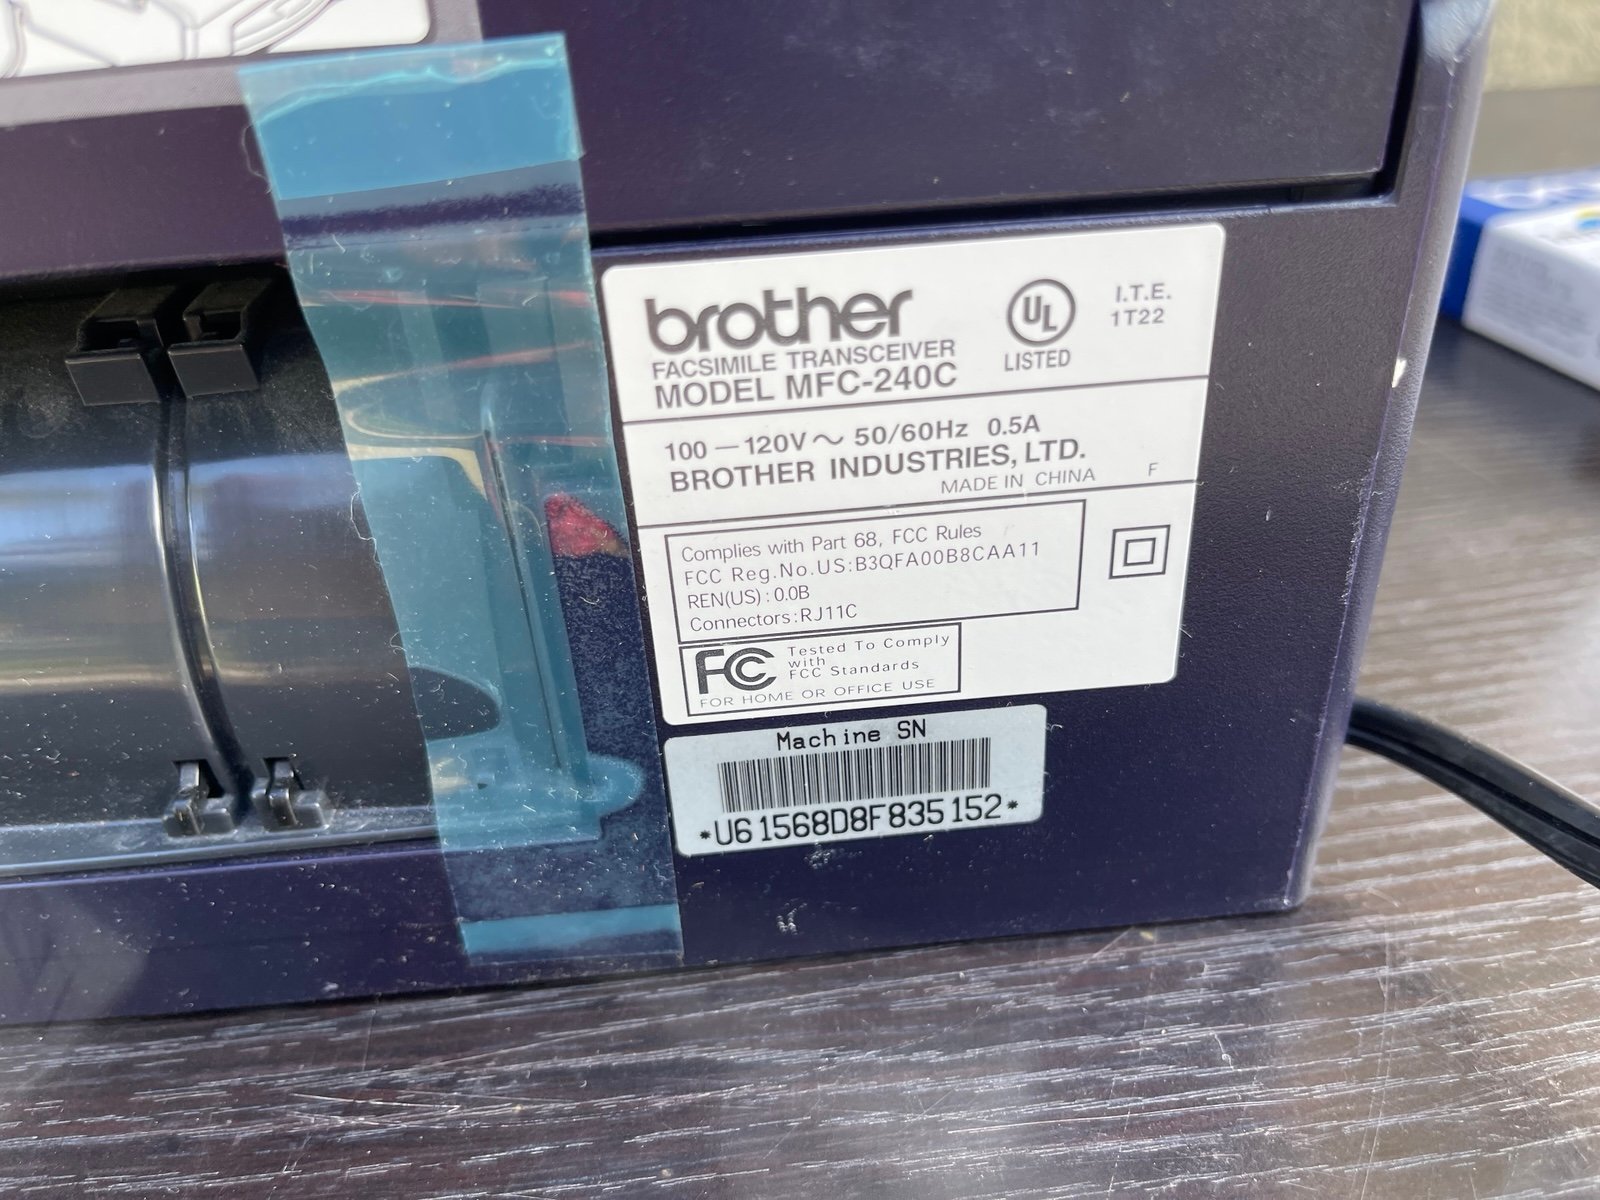 brother
FACSIMILE TRANSCEIVER
MODEL MFC-240C
UL
LISTED
I.T.E.
1T22
100 — 120V ~ 50/60Hz 0.5A
BROTHER INDUSTRIES, LTD.
MADE IN CHINA F
Complies with Part 68, FCC Rules
FCC Reg.No.US:B3QFA00B8CAA11
REN(US) : 0.0B
Connectors:RJ11C
FC Tested To Comply
with
FCC Standards
FOR HOME OR OFFICE USE
Machine SN
*U61568D8F835152*